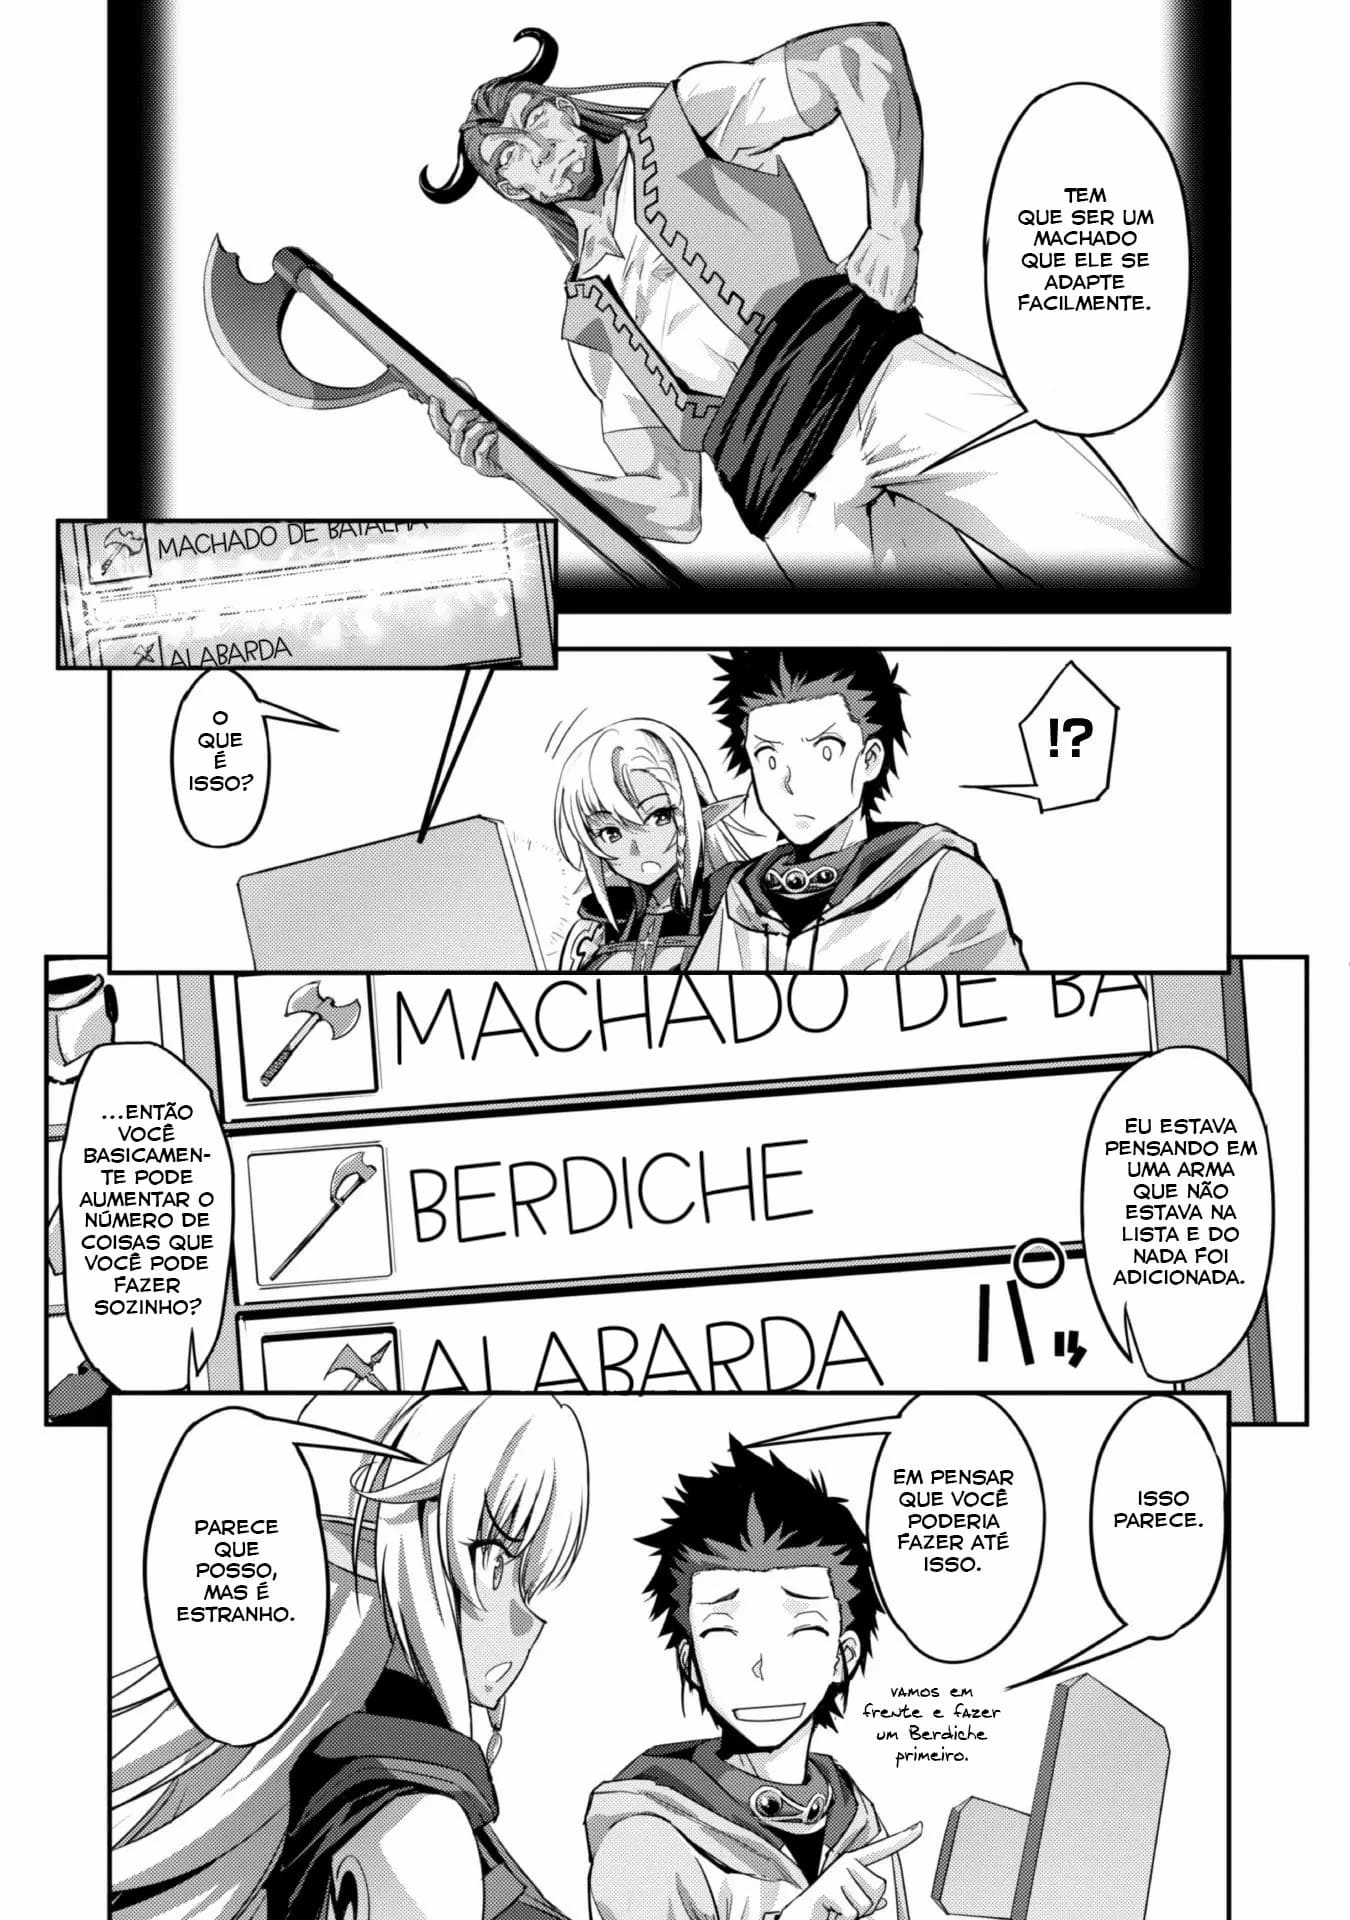 TEM
QUE SER UM
MACHADO
QUE ELE SE
ADAPTE
FACILMENTE.
MACHADO DE BATALHA
ALABARDA
!?
O
QUE
É
ISSO?
MACHADO DE BA
BERDICHE
ALABARDA
EU ESTAVA
PENSANDO EM
UMA ARMA
QUE NÃO
ESTAVA NA
LISTA E DO
NADA FOI
ADICIONADA.
パッ
...ENTÃO
VOCÊ
BASICAMEN-
TE PODE
AUMENTAR O
NÚMERO DE
COISAS QUE
VOCÊ PODE
FAZER
SOZINHO?
ISSO
PARECE.
EM PENSAR
QUE VOCÊ
PODERIA
FAZER ATÉ
ISSO.
VAMOS EM
frente e fazer
um Berdiche
primeiro.
PARECE
QUE
POSSO,
MAS É
ESTRANHO.